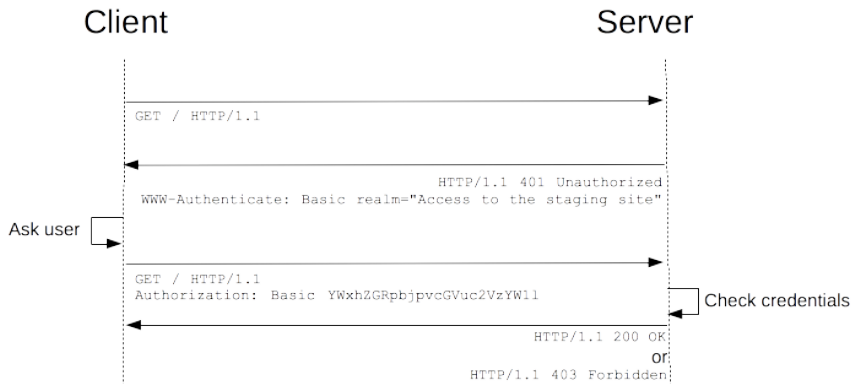 Client
Server
GET / HTTP/1.1
HTTP/1.1 401 Unauthorized
WWW-Authenticate: Basic realm="Access to the staging site"
Ask user
GET / HTTP/1.1
Authorization: Basic YWxhZGRpbjpvcGVuc2VzYW1l
Check credentials
HTTP/1.1 200 OK
or
HTTP/1.1 403 Forbidden